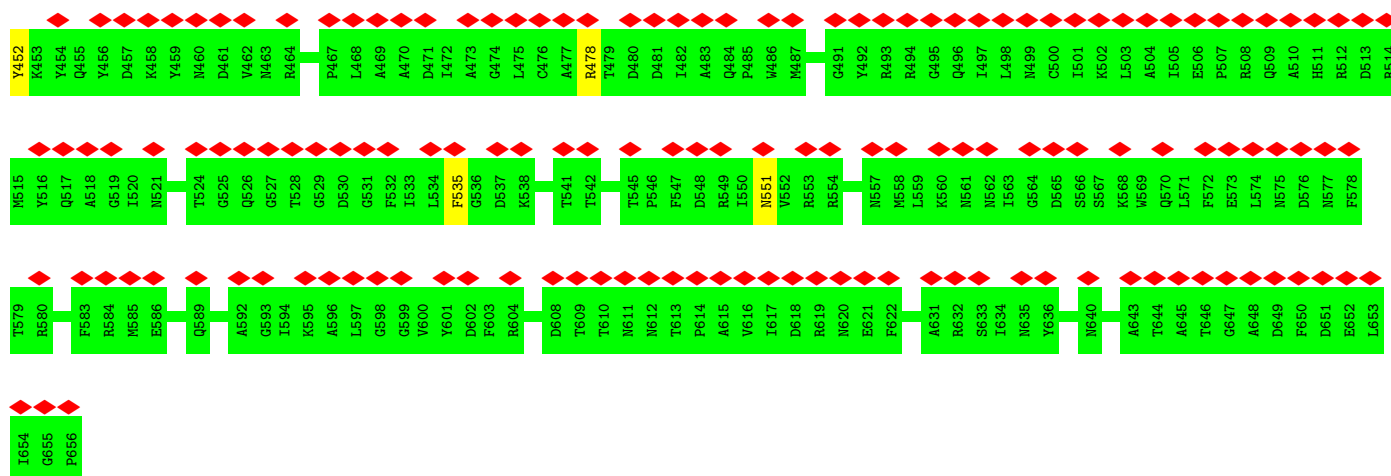 Y452 K453 Y454 Q455 Y456 D457 K458 Y459 N460 D461 V462 N463 R464 P467 L468 A469 A470 D471 I472 A473 G474 L475 C476 A477 R478 T479 D480 D481 I482 A483 Q484 P485 W486 M487 G491 Y492 R493 R494 G495 Q496 I497 L498 N499 C500 I501 K502 L503 A504 I505 E506 P507 R508 Q509 A510 H511 R512 D513
M515 Y516 Q517 A518 G519 I520 N521 T524 G525 Q526 G527 T528 G529 D530 G531 F532 I533 L534 F535 G536 D537 K538 T541 T542 T545 P546 F547 D548 R549 I550 N551 V552 R553 R554 N557 M558 L559 K560 N561 N562 I563 G564 D565 S566 S567 K568 W569 Q570 L571 F572 E573 L574 N575 D576 N577 F578
T579 R580 F583 R584 M585 E586 Q589 A592 G593 I594 K595 A596 L597 G598 G599 V600 Y601 D602 F603 R604 D608 T609 T610 N611 N612 T613 P614 A615 V616 I617 D618 R619 N620 E621 F622 A631 R632 S633 I634 N635 Y636 N640 A643 T644 A645 T646 G647 A648 D649 F650 D651 E652 L653
I654 G655 P656